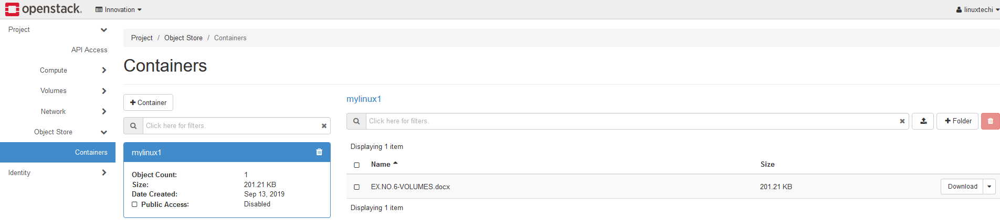 openstack. Innovation linuxtechi
Project
API Access
Compute
Volumes
Network
Object Store
Containers
Identity
Project / Object Store / Containers
Containers
+ Container
Click here for filters.
mylinux1
Object Count: 1
Size: 201.21 KB
Date Created: Sep 13, 2019
Public Access: Disabled
mylinux1
Click here for filters.
+ Folder
Displaying 1 item
Name Size
EX.NO.6-VOLUMES.docx 201.21 KB Download
Displaying 1 item